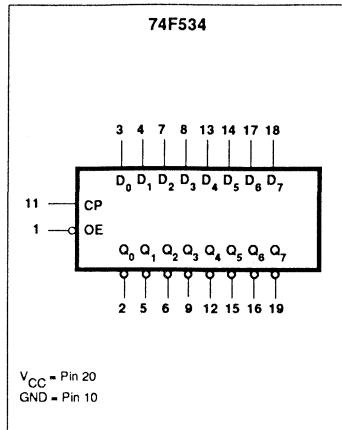 74F534
3 4 7 8 13 14 17 18
D0 D1 D2 D3 D4 D5 D6 D7
11 CP
1 OE
Q0 Q1 Q2 Q3 Q4 Q5 Q6 Q7
2 5 6 9 12 15 16 19
VCC = Pin 20
GND = Pin 10